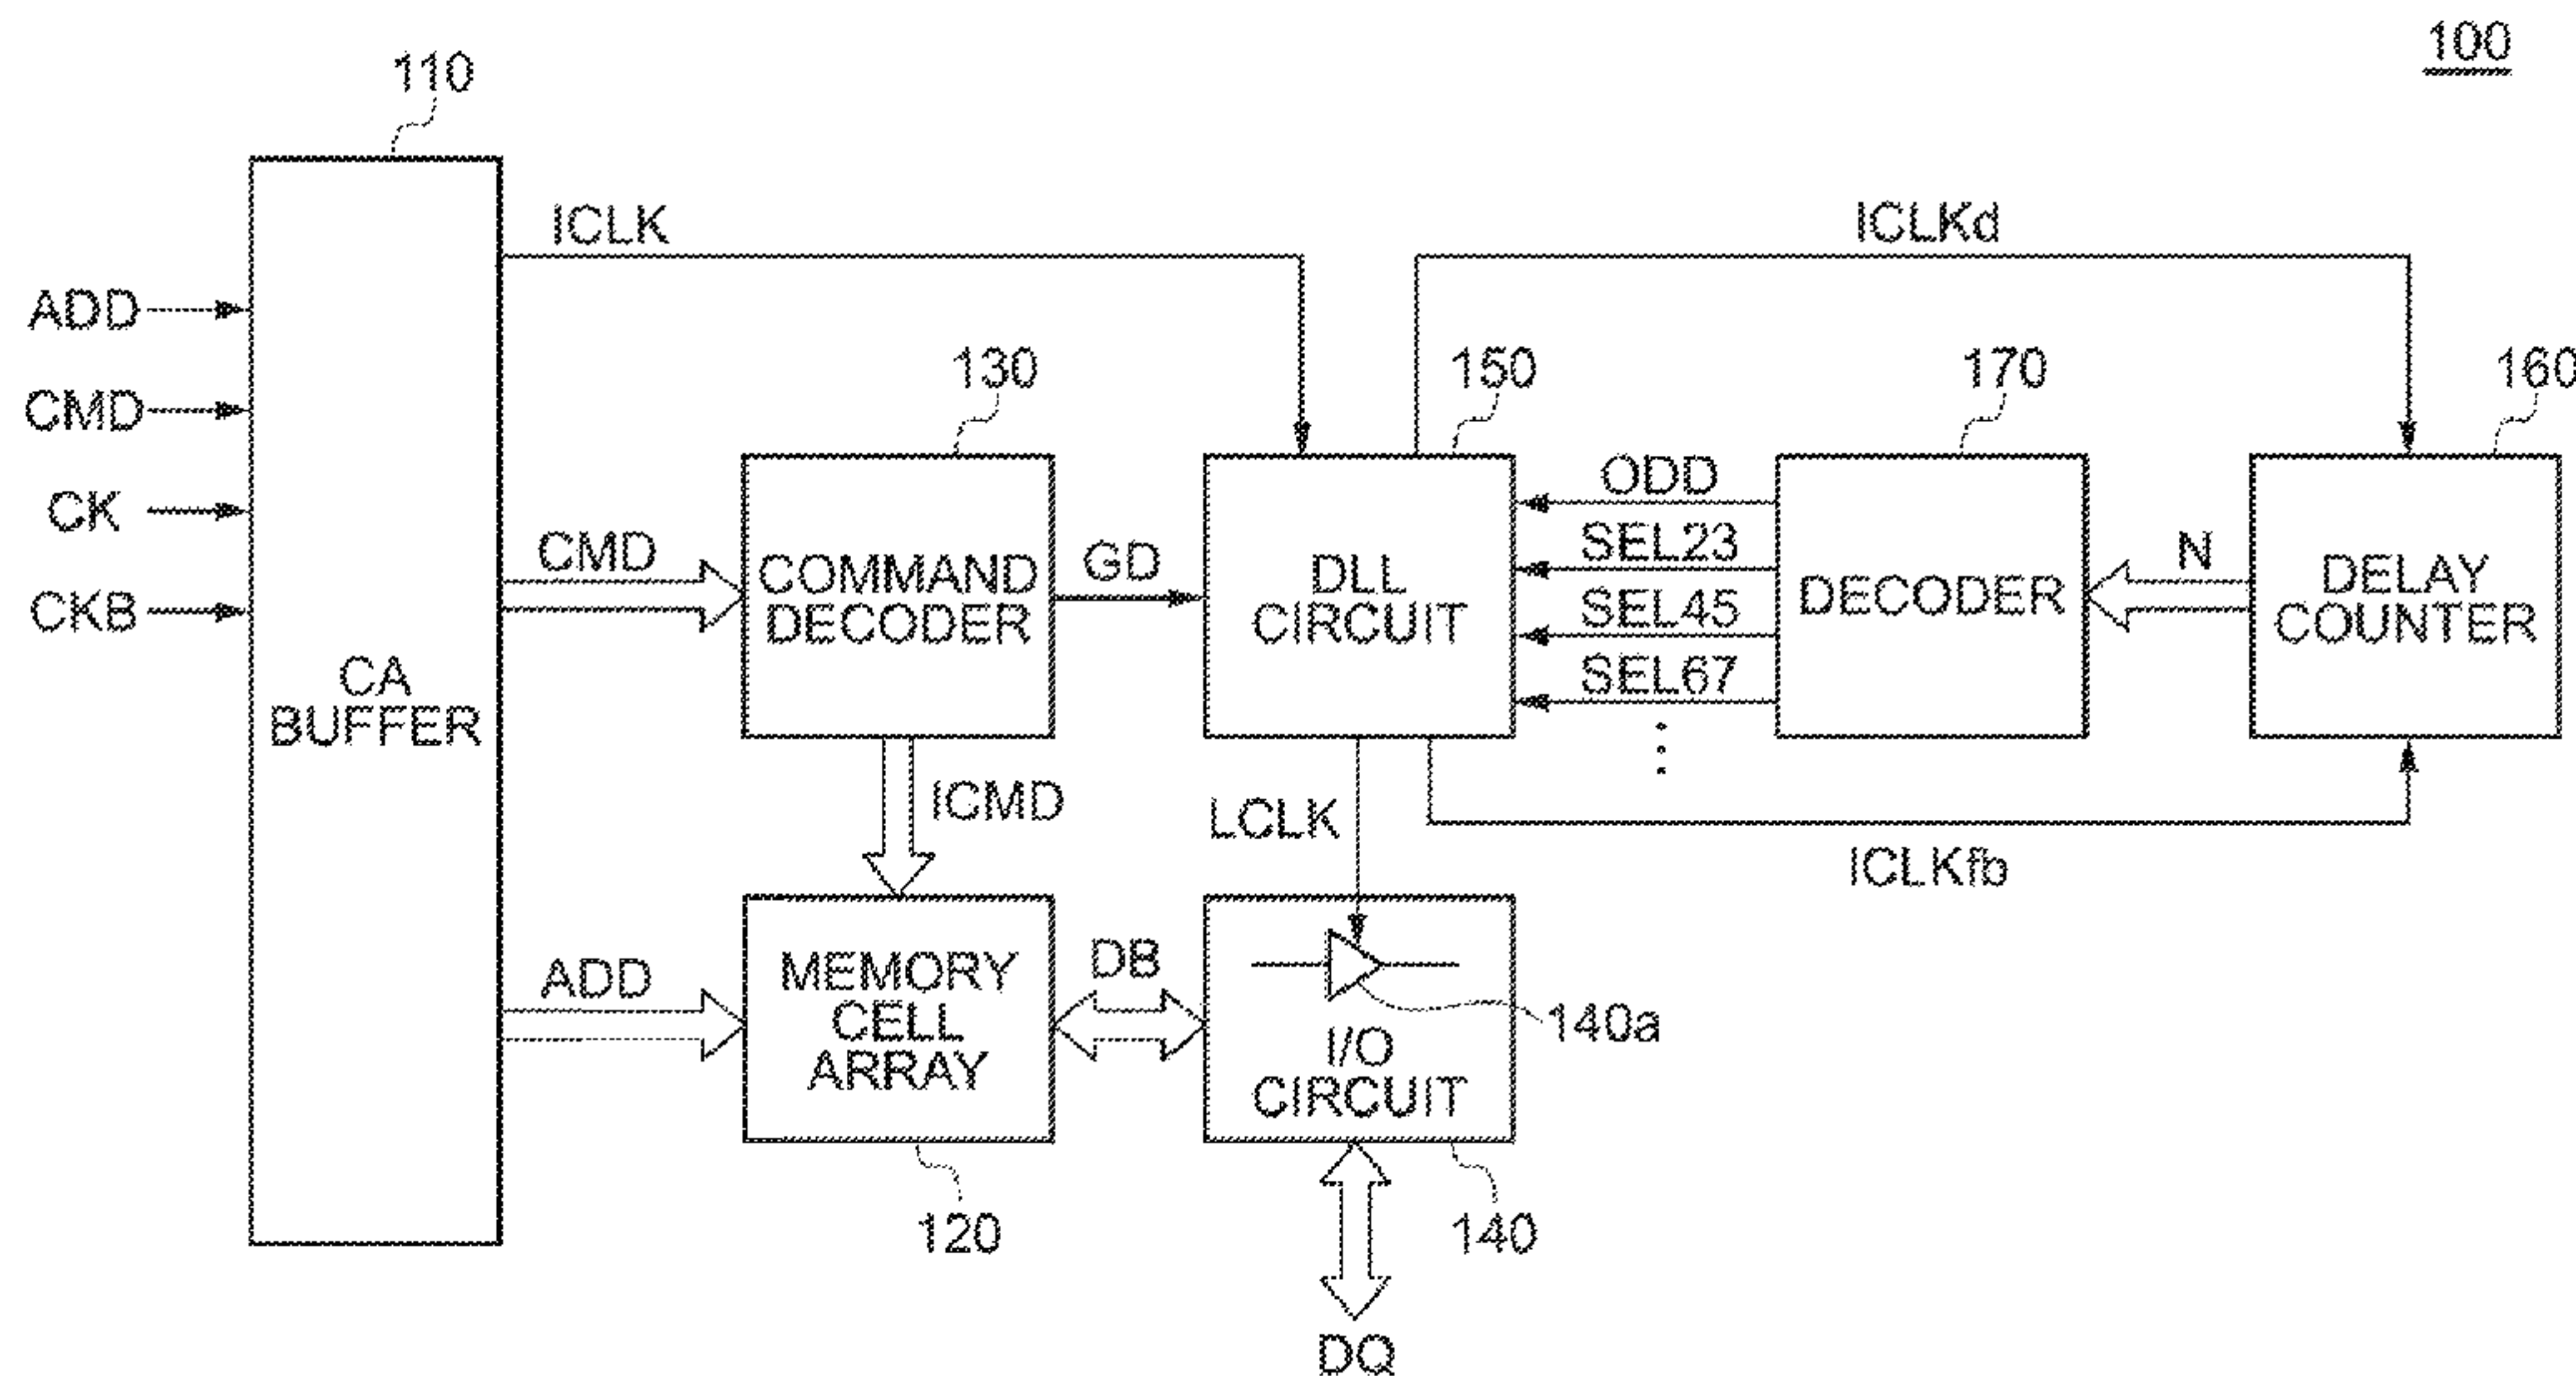 100
110
ICLK
ICLKd
ADD
CMD
CK
CKB
130
150
170
160
CA
BUFFER
CMD
COMMAND
DECODER
GD
DLL
CIRCUIT
ODD
SEL23
SEL45
SEL67
DECODER
N
DELAY
COUNTER
ICMD
LCLK
ICLKfb
ADD
MEMORY
CELL
ARRAY
DB
140a
I/O
CIRCUIT
120
140
DQ